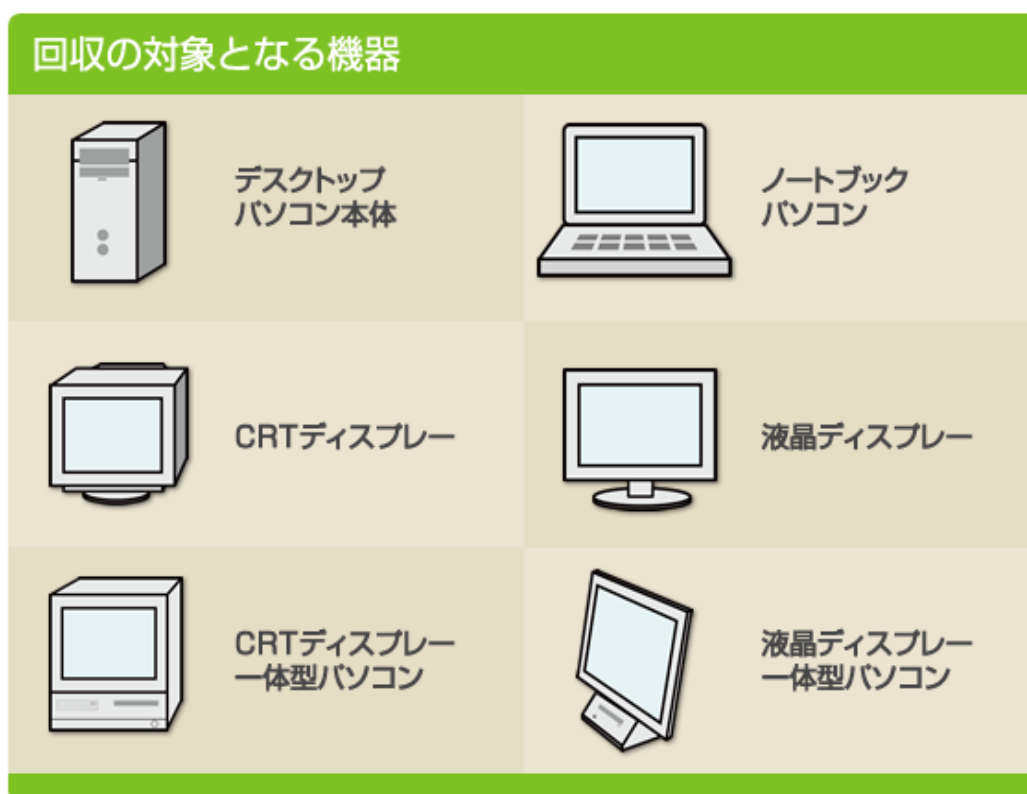 回収の対象となる機器
デスクトップ
パソコン本体
ノートブック
パソコン
CRTディスプレー
液晶ディスプレー
CRTディスプレー
一体型パソコン
液晶ディスプレー
一体型パソコン